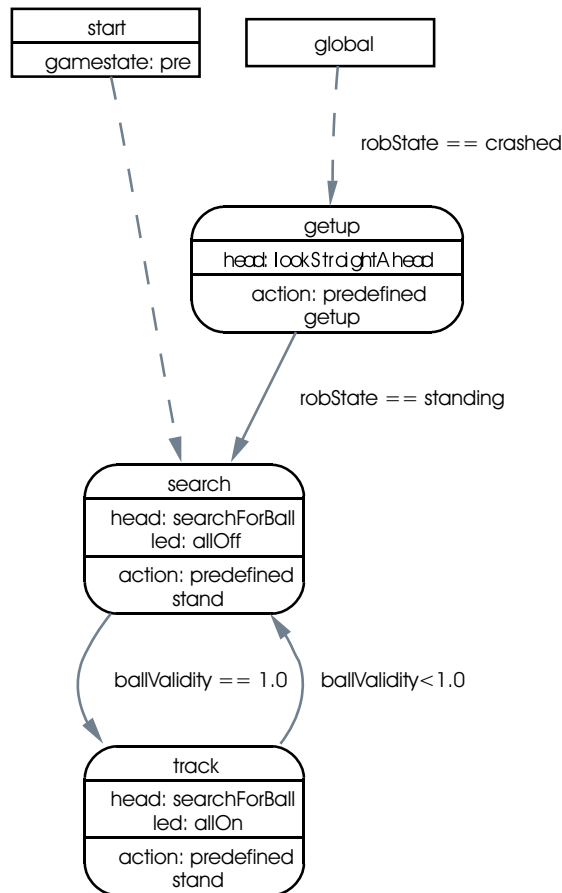 start
gamestate: pre
global
robState == crashed
getup
head: lookStraightAhead
action: predefined
getup
robState == standing
search
head: searchForBall
led: allOff
action: predefined
stand
ballValidity == 1.0
ballValidity<1.0
track
head: searchForBall
led: allOn
action: predefined
stand